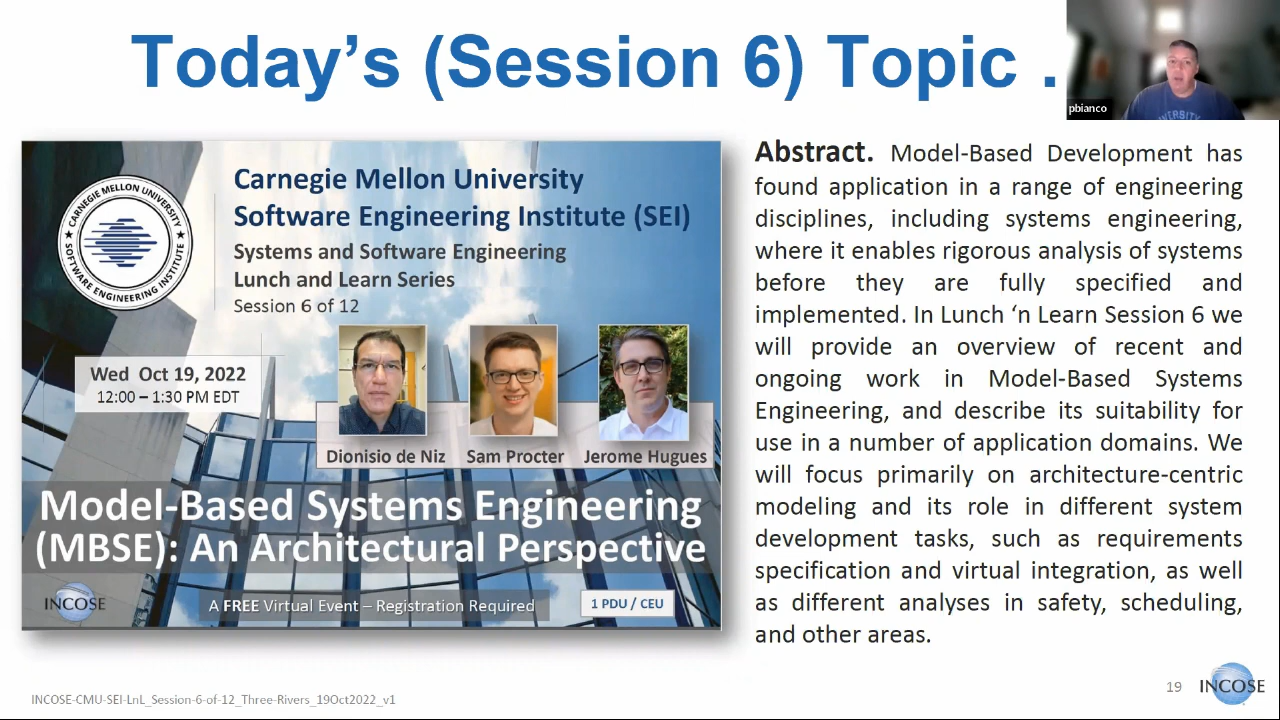 Today's (Session 6) Topic .
pbianco
CARNEGIE MELLON UNIVERSITY
SOFTWARE ENGINEERING INSTITUTE
Carnegie Mellon University
Software Engineering Institute (SEI)
Systems and Software Engineering
Lunch and Learn Series
Session 6 of 12
Wed Oct 19, 2022
12:00 – 1:30 PM EDT
Dionisio de Niz
Sam Procter
Jerome Hugues
Model-Based Systems Engineering
(MBSE): An Architectural Perspective
INCOSE
A FREE Virtual Event – Registration Required
1 PDU / CEU
Abstract. Model-Based Development has
found application in a range of engineering
disciplines, including systems engineering,
where it enables rigorous analysis of systems
before they are fully specified and
implemented. In Lunch ‘n Learn Session 6 we
will provide an overview of recent and
ongoing work in Model-Based Systems
Engineering, and describe its suitability for
use in a number of application domains. We
will focus primarily on architecture-centric
modeling and its role in different system
development tasks, such as requirements
specification and virtual integration, as well
as different analyses in safety, scheduling,
and other areas.
INCOSE-CMU-SEI-LnL_Session-6-of-12_Three-Rivers_19Oct2022_v1
19
INCOSE